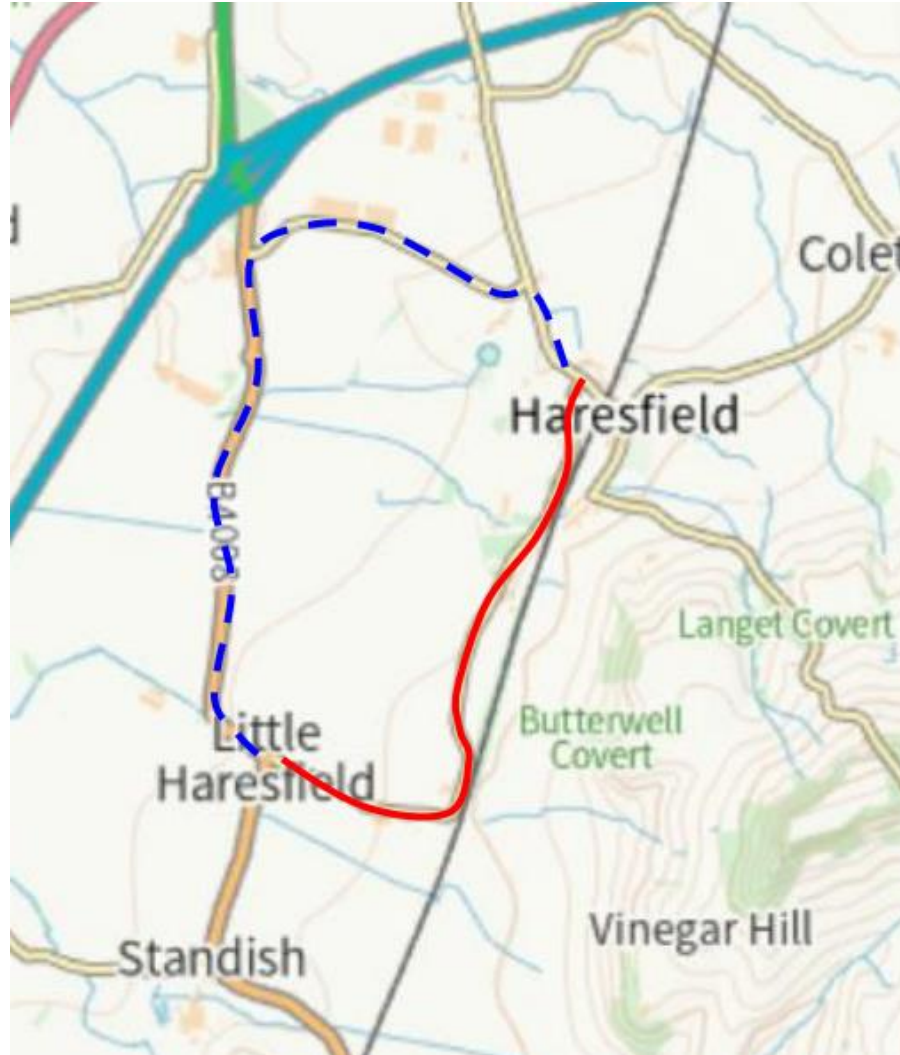 Colet
Haresfield
B4008
Langet Covert
Butterwell
Covert
Little
Haresfield
Vinegar Hill
Standish